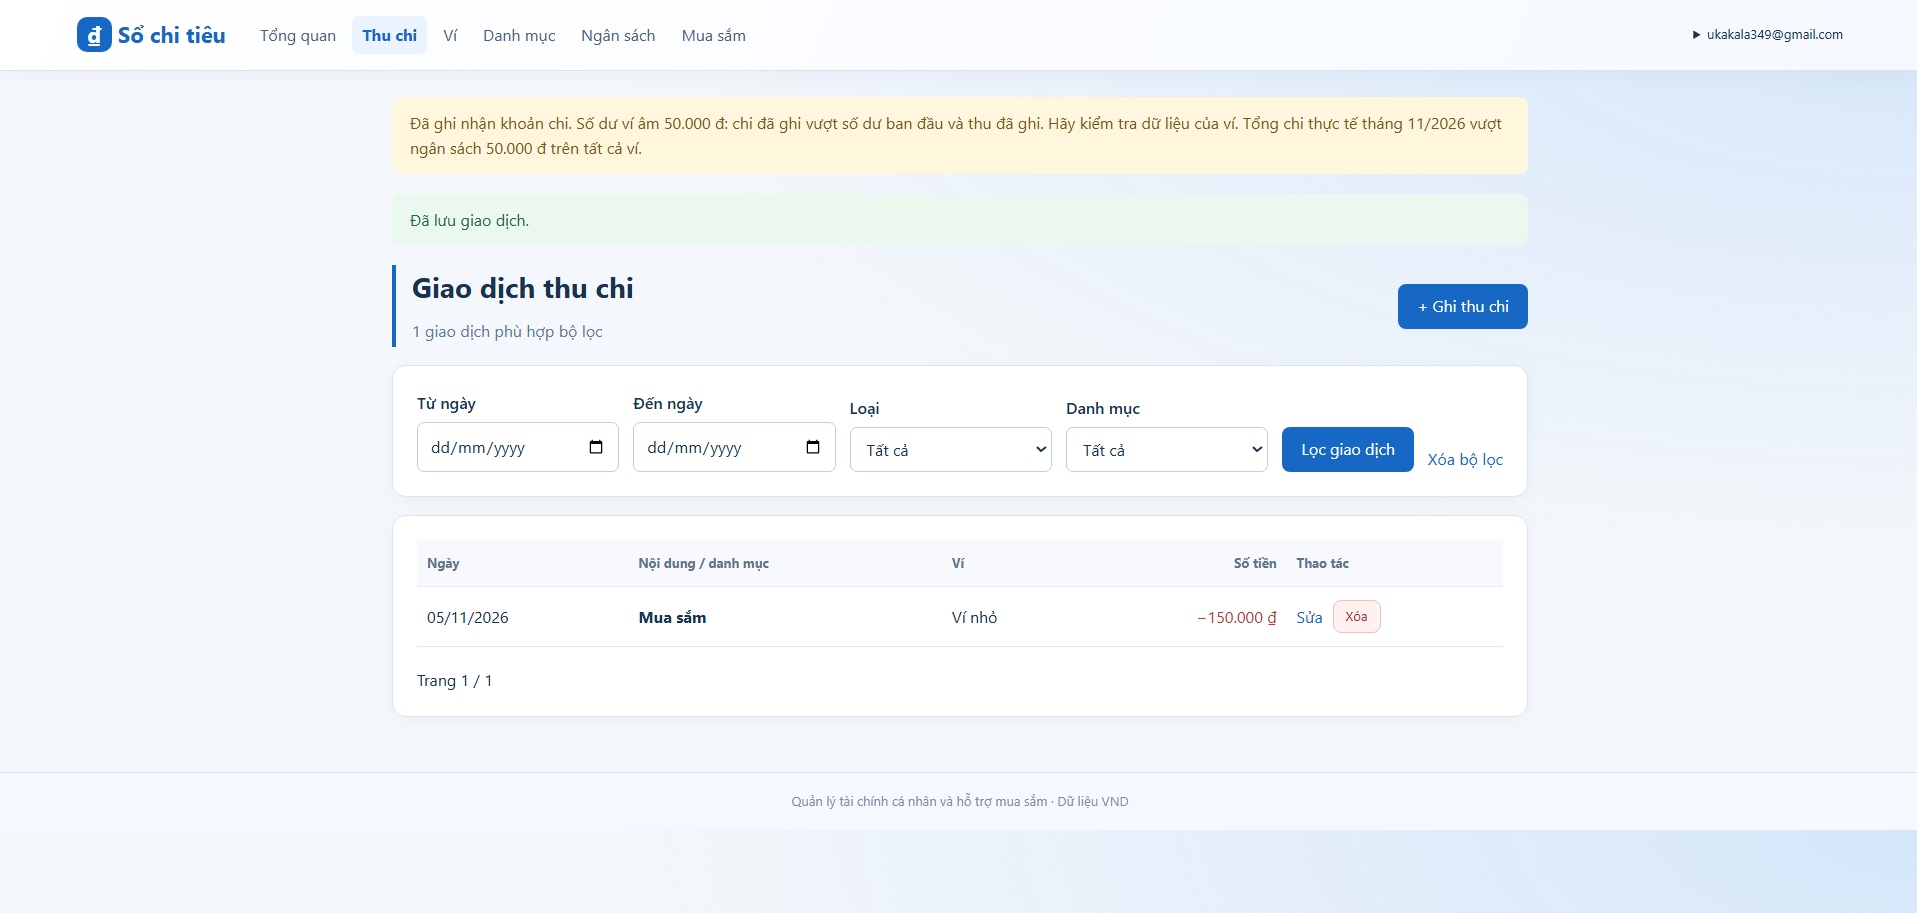 đ Sổ chi tiêu Tổng quan Thu chi Ví Danh mục Ngân sách Mua sắm ▶ ukakala349@gmail.com
Đã ghi nhận khoản chi. Số dư ví âm 50.000 đ: chi đã ghi vượt số dư ban đầu và thu đã ghi. Hãy kiểm tra dữ liệu của ví. Tổng chi thực tế tháng 11/2026 vượt
ngân sách 50.000 đ trên tất cả ví.
Đã lưu giao dịch.
Giao dịch thu chi
1 giao dịch phù hợp bộ lọc
+ Ghi thu chi
Từ ngày Đến ngày Loại Danh mục
dd/mm/yyyy dd/mm/yyyy Tất cả Tất cả Lọc giao dịch Xóa bộ lọc
Ngày Nội dung / danh mục Ví Số tiền Thao tác
05/11/2026 Mua sắm Ví nhỏ −150.000 ₫ Sửa Xóa
Trang 1 / 1
Quản lý tài chính cá nhân và hỗ trợ mua sắm · Dữ liệu VND